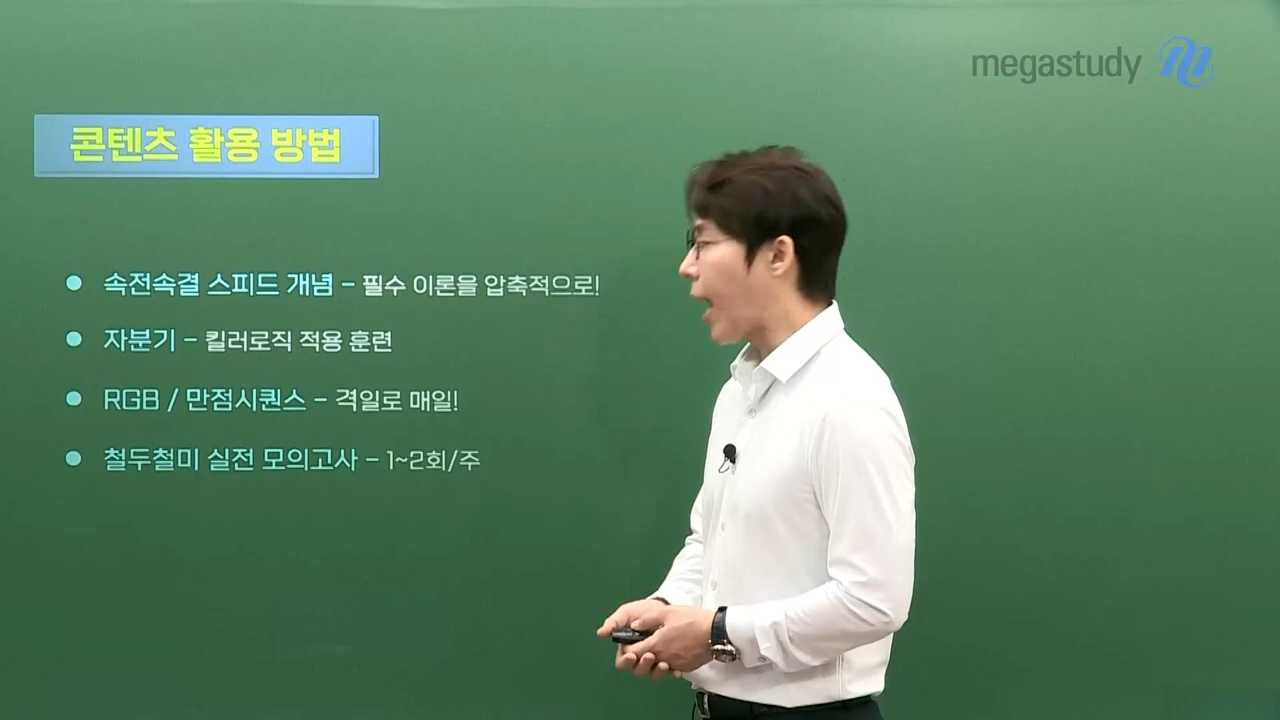 megastudy
콘텐츠 활용 방법
속전속결 스피드 개념 – 필수 이론을 압축적으로!
자분기 – 킬러로직 적용 훈련
RGB / 만점시퀀스 – 격일로 매일!
철두철미 실전 모의고사 – 1~2회/주